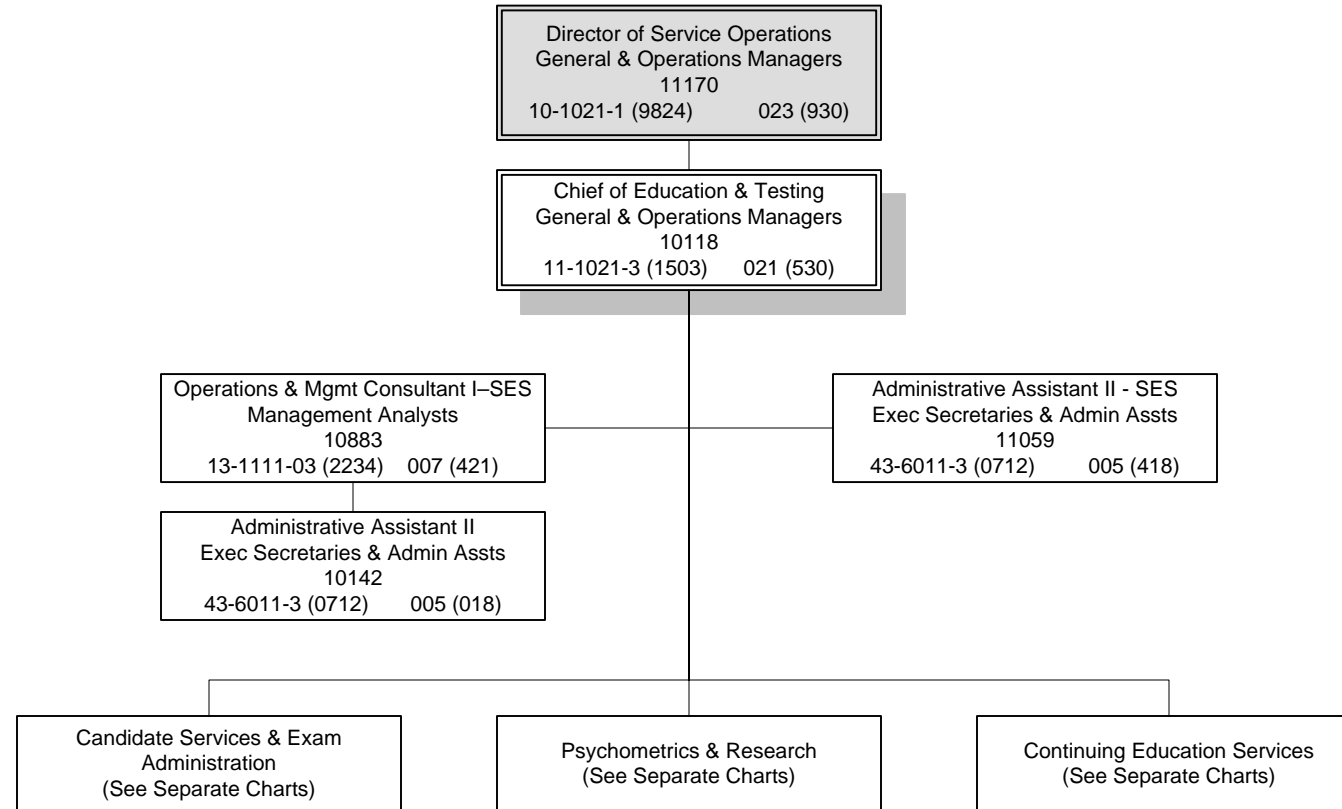 Director of Service Operations
General & Operations Managers
11170
10-1021-1 (9824) 023 (930)
Chief of Education & Testing
General & Operations Managers
10118
11-1021-3 (1503) 021 (530)
Operations & Mgmt Consultant I–SES
Management Analysts
10883
13-1111-03 (2234) 007 (421)
Administrative Assistant II - SES
Exec Secretaries & Admin Assts
11059
43-6011-3 (0712) 005 (418)
Administrative Assistant II
Exec Secretaries & Admin Assts
10142
43-6011-3 (0712) 005 (018)
Candidate Services & Exam
Administration
(See Separate Charts)
Psychometrics & Research
(See Separate Charts)
Continuing Education Services
(See Separate Charts)